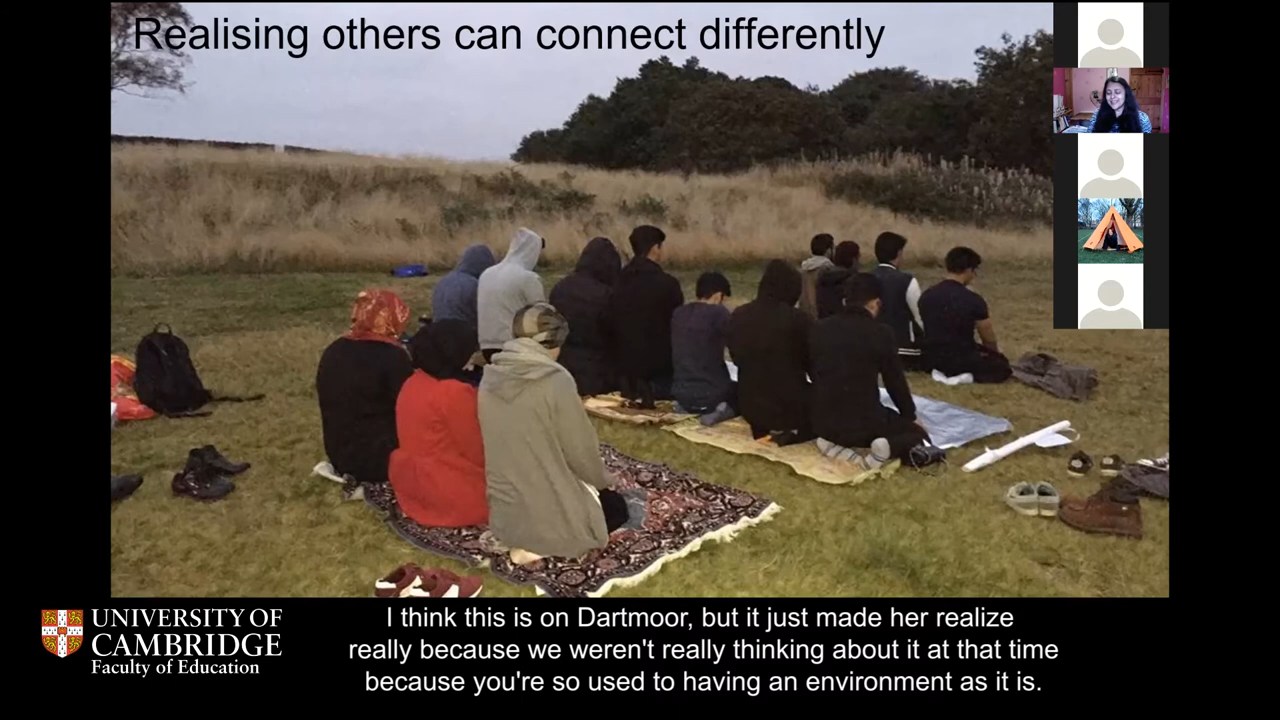 Realising others can connect differently
UNIVERSITY OF
CAMBRIDGE
Faculty of Education
I think this is on Dartmoor, but it just made her realize
really because we weren't really thinking about it at that time
because you're so used to having an environment as it is.